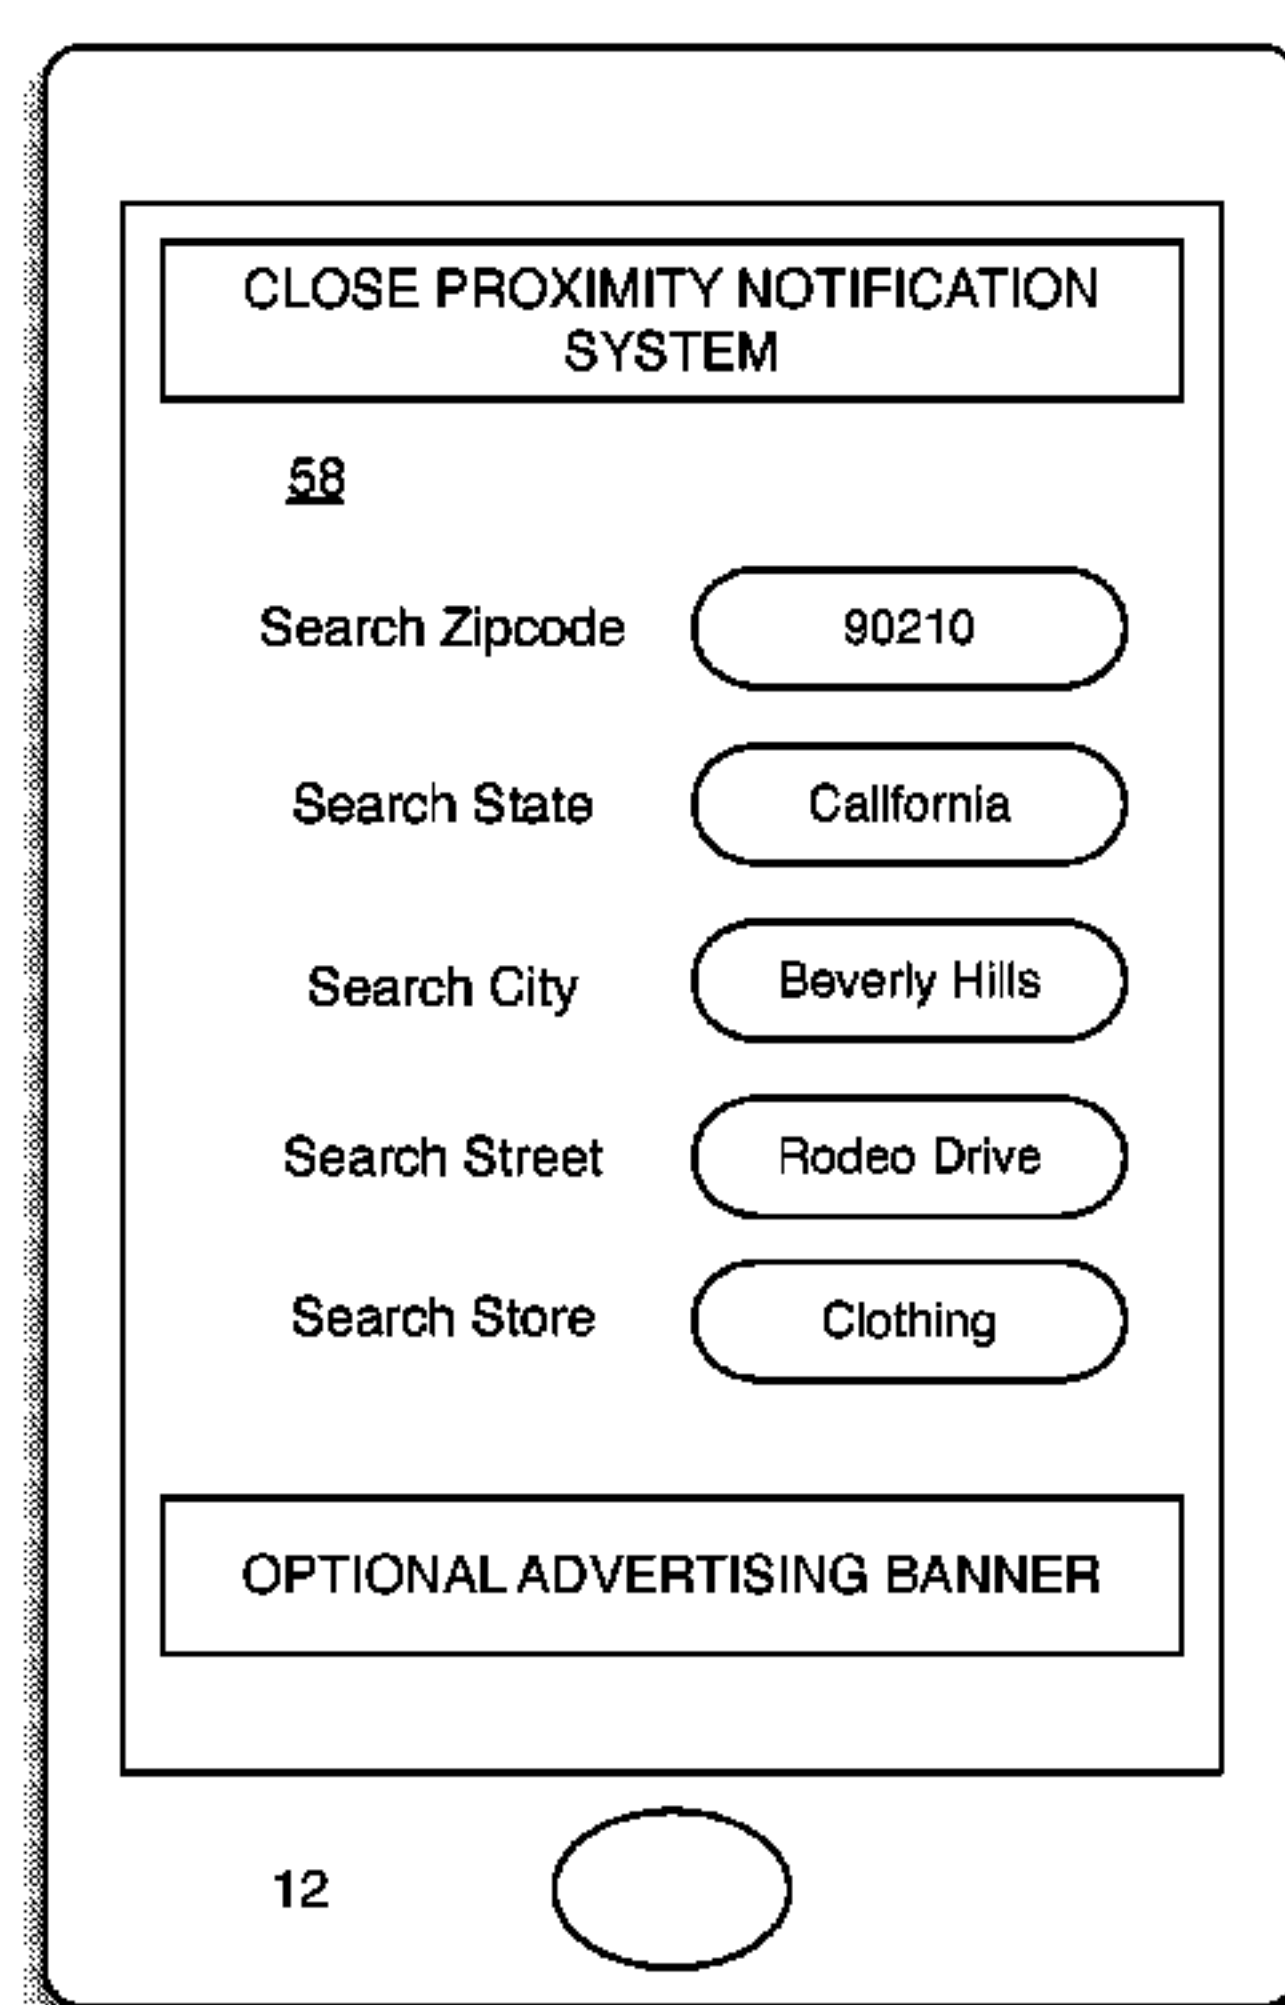 CLOSE PROXIMITY NOTIFICATION
SYSTEM
58
Search Zipcode 90210
Search State Callfornia
Search City Beverly Hills
Search Street Rodeo Drive
Search Store Clothing
OPTIONAL ADVERTISING BANNER
12